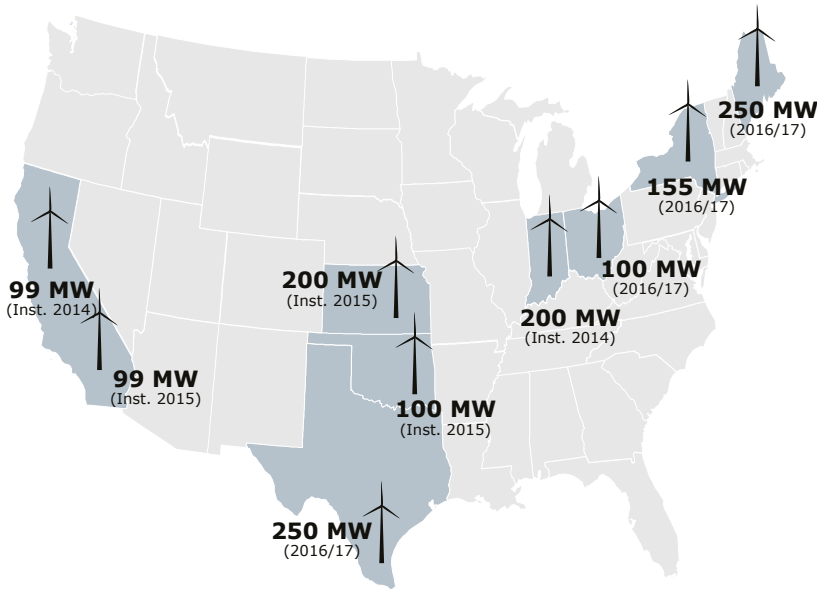 250 MW
(2016/17)
155 MW
(2016/17)
100 MW
(2016/17)
200 MW
(Inst. 2015)
99 MW
(Inst. 2014)
200 MW
(Inst. 2014)
99 MW
(Inst. 2015)
100 MW
(Inst. 2015)
250 MW
(2016/17)